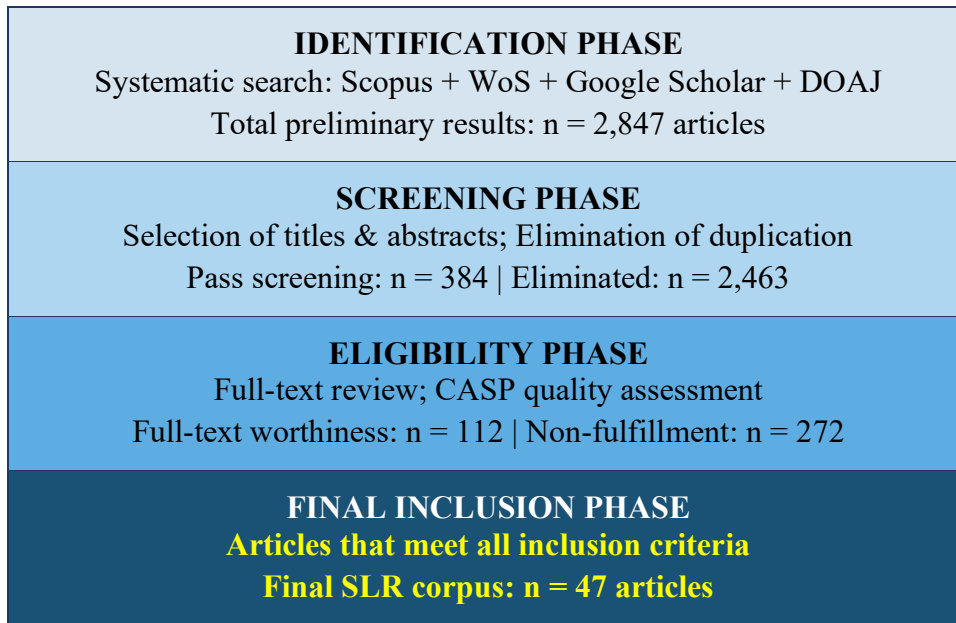 IDENTIFICATION PHASE
Systematic search: Scopus + WoS + Google Scholar + DOAJ
Total preliminary results: n = 2,847 articles
SCREENING PHASE
Selection of titles & abstracts; Elimination of duplication
Pass screening: n = 384 | Eliminated: n = 2,463
ELIGIBILITY PHASE
Full-text review; CASP quality assessment
Full-text worthiness: n = 112 | Non-fulfillment: n = 272
FINAL INCLUSION PHASE
Articles that meet all inclusion criteria
Final SLR corpus: n = 47 articles